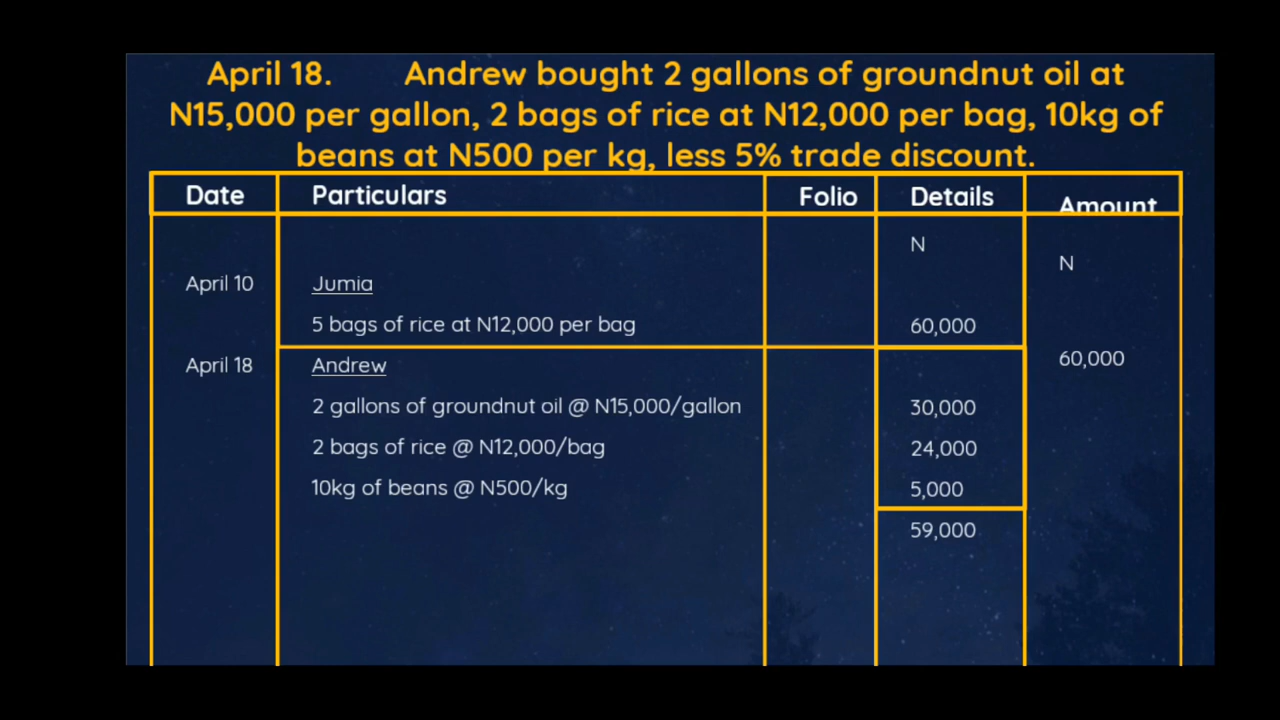 April 18. Andrew bought 2 gallons of groundnut oil at
N15,000 per gallon, 2 bags of rice at N12,000 per bag, 10kg of
beans at N500 per kg, less 5% trade discount.
Date Particulars Folio Details Amount
N
N
April 10 Jumia
5 bags of rice at N12,000 per bag 60,000
60,000
April 18 Andrew
2 gallons of groundnut oil @ N15,000/gallon 30,000
2 bags of rice @ N12,000/bag 24,000
10kg of beans @ N500/kg 5,000
59,000